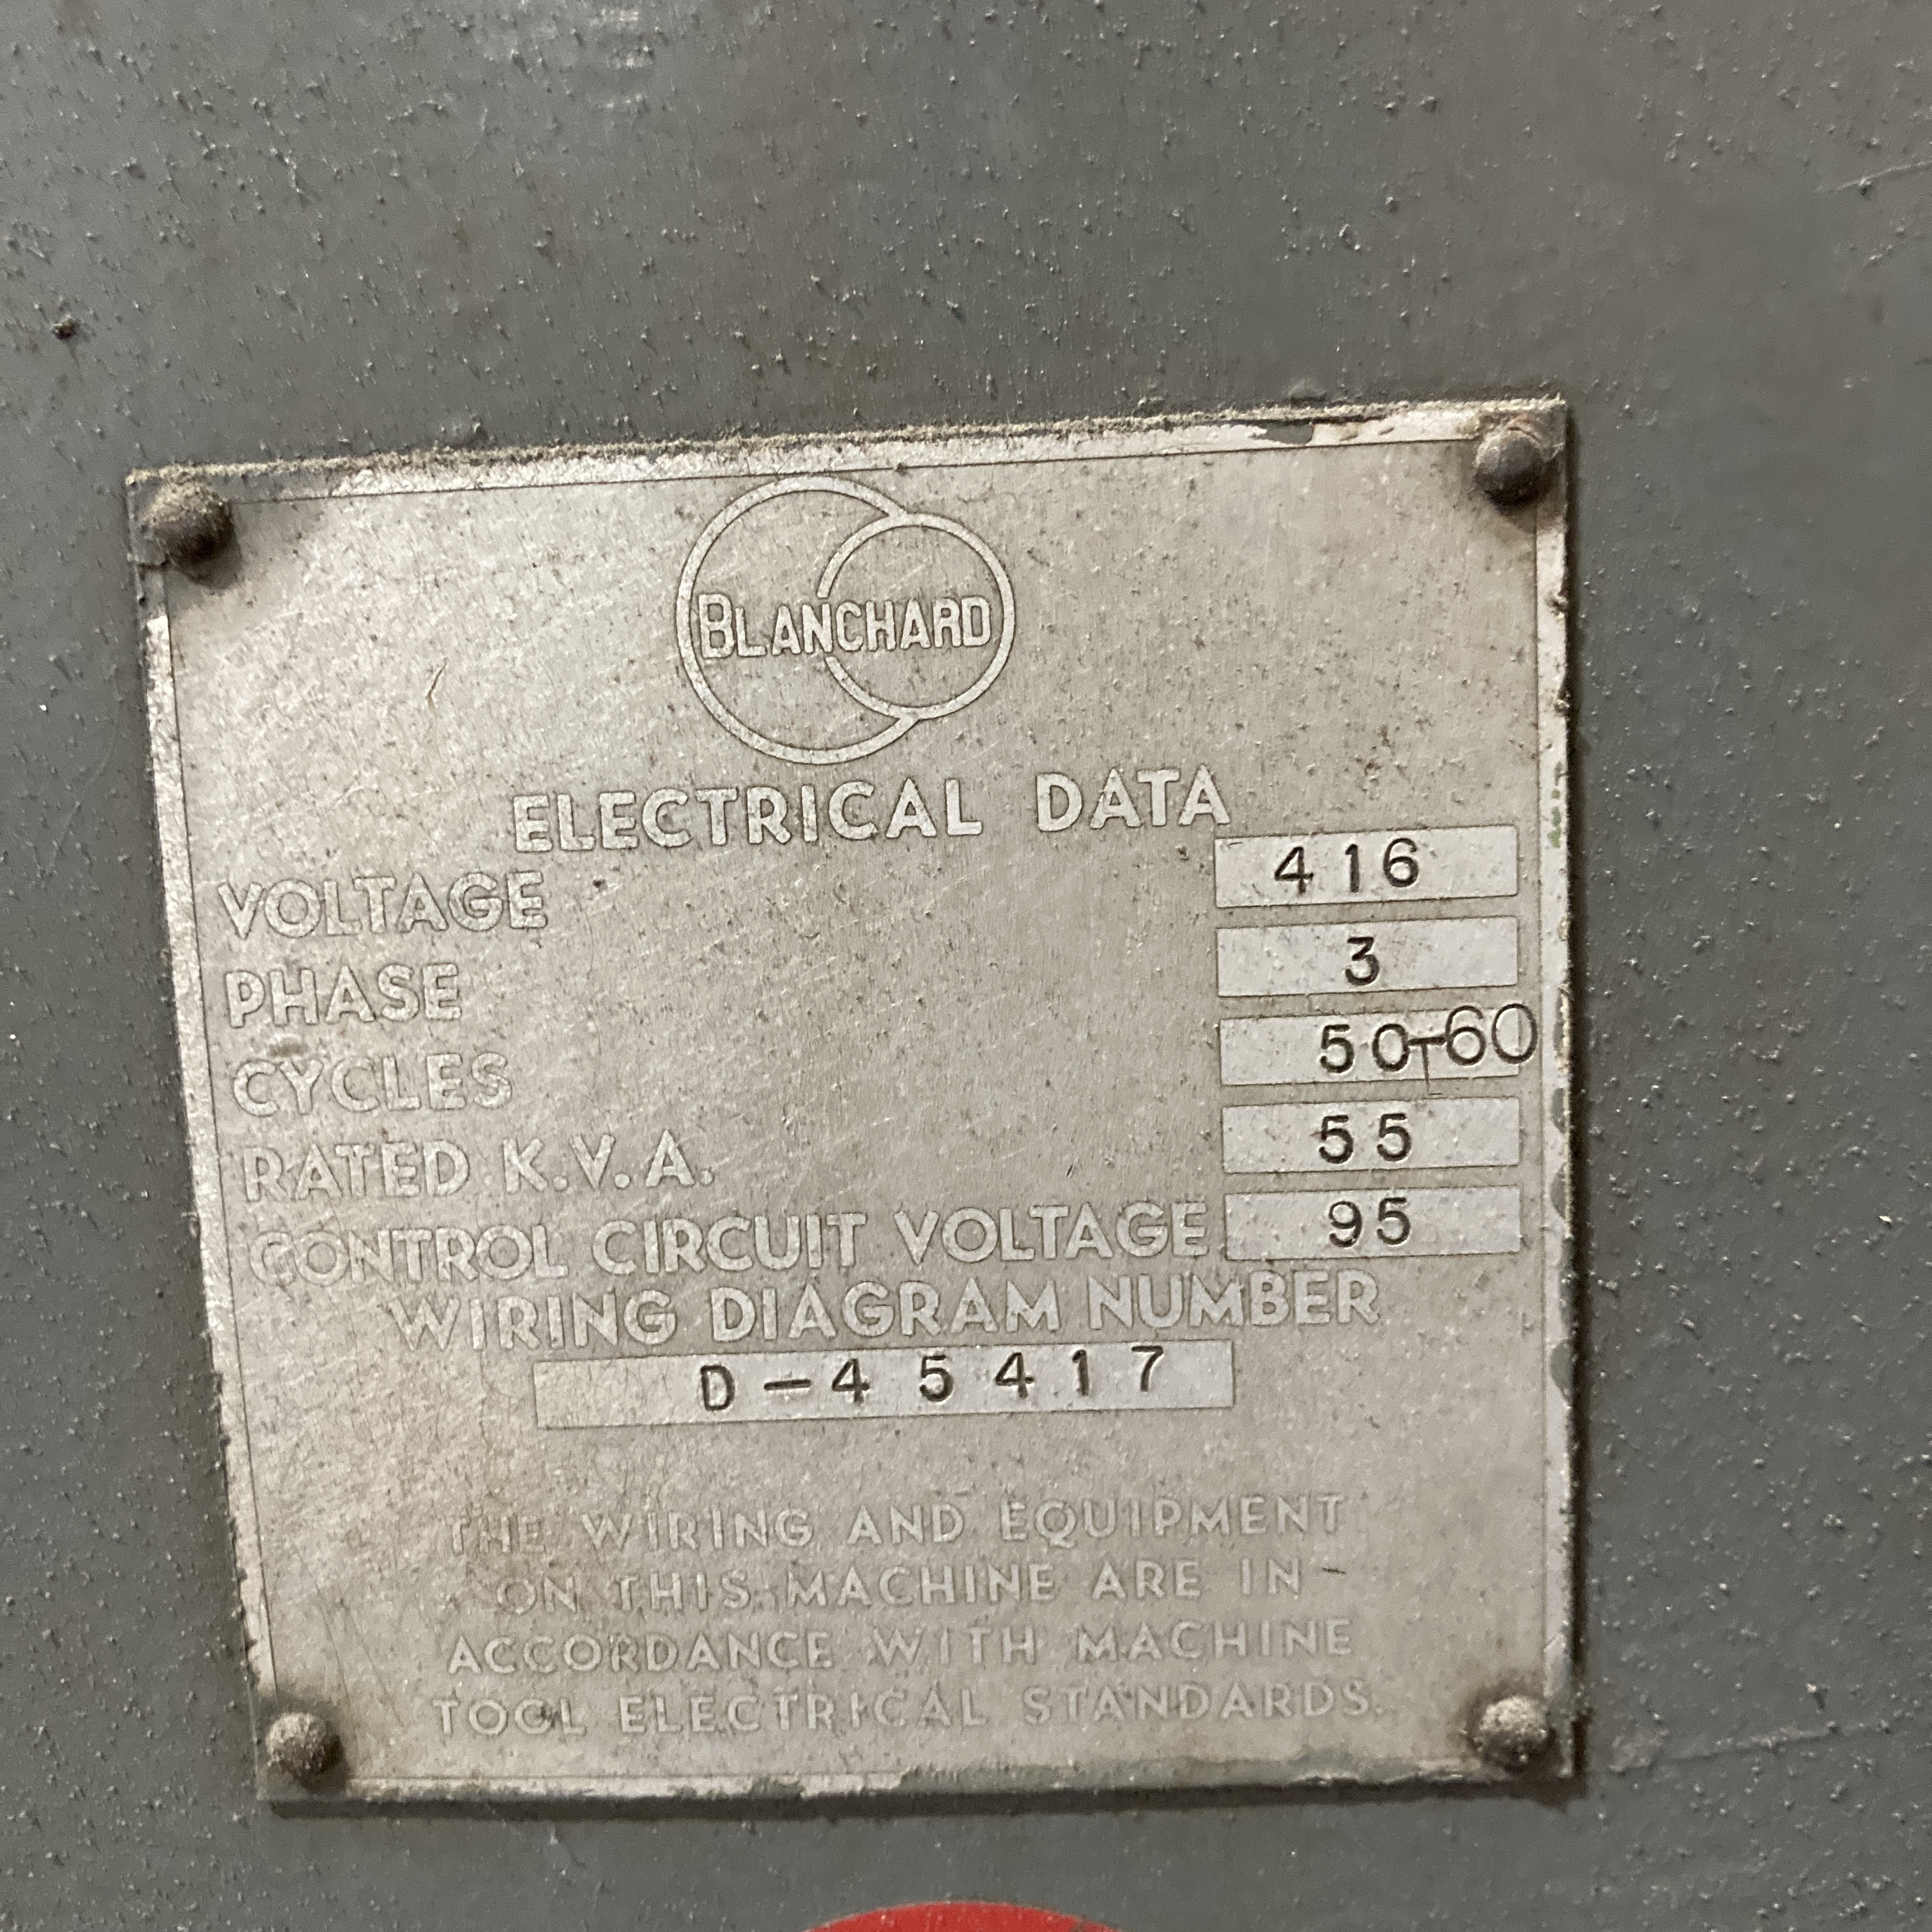 BLANCHARD
ELECTRICAL DATA
VOLTAGE 416
PHASE 3
CYCLES 50-60
RATED K.V.A. 55
CONTROL CIRCUIT VOLTAGE 95
WIRING DIAGRAM NUMBER
D-45417
THE WIRING AND EQUIPMENT
ON THIS MACHINE ARE IN
ACCORDANCE WITH MACHINE
TOOL ELECTRICAL STANDARDS.